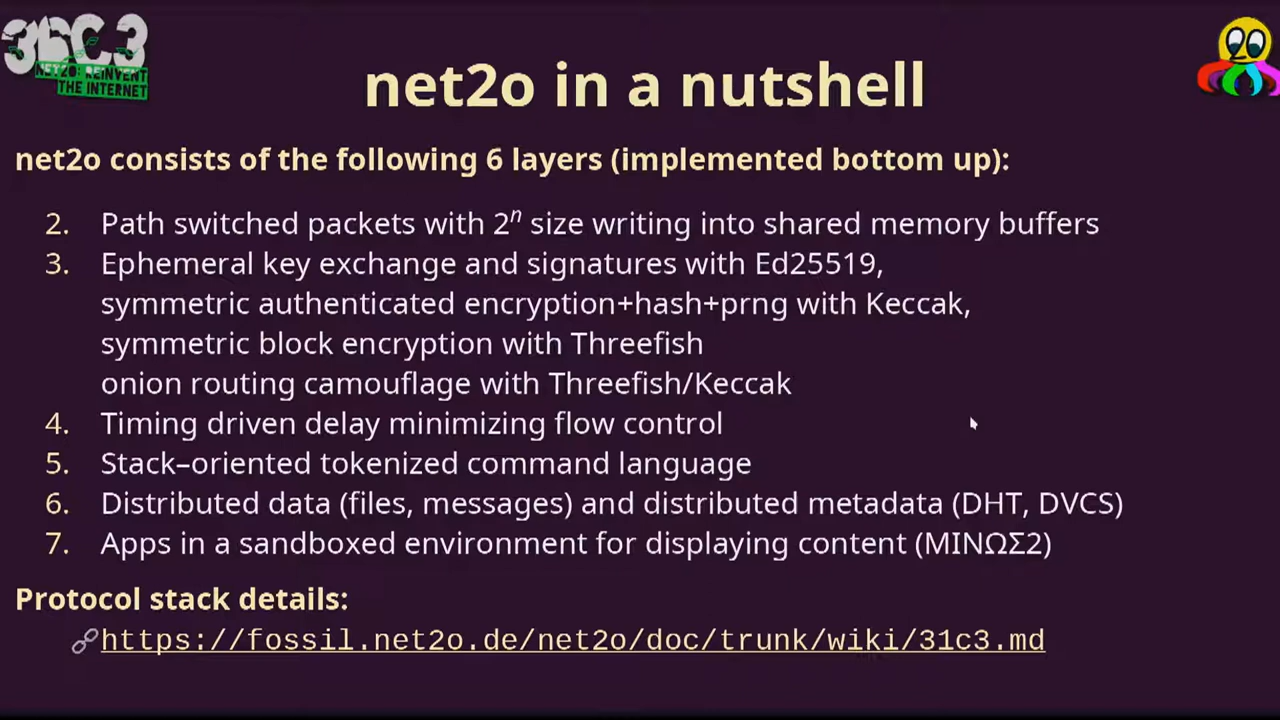 31C3
NET2O: REINVENT
THE INTERNET
net2o in a nutshell
net2o consists of the following 6 layers (implemented bottom up):
2. Path switched packets with 2ⁿ size writing into shared memory buffers
3. Ephemeral key exchange and signatures with Ed25519,
symmetric authenticated encryption+hash+prng with Keccak,
symmetric block encryption with Threefish
onion routing camouflage with Threefish/Keccak
4. Timing driven delay minimizing flow control
5. Stack–oriented tokenized command language
6. Distributed data (files, messages) and distributed metadata (DHT, DVCS)
7. Apps in a sandboxed environment for displaying content (ΜΙΝΩΣ2)
Protocol stack details:
https://fossil.net2o.de/net2o/doc/trunk/wiki/31c3.md